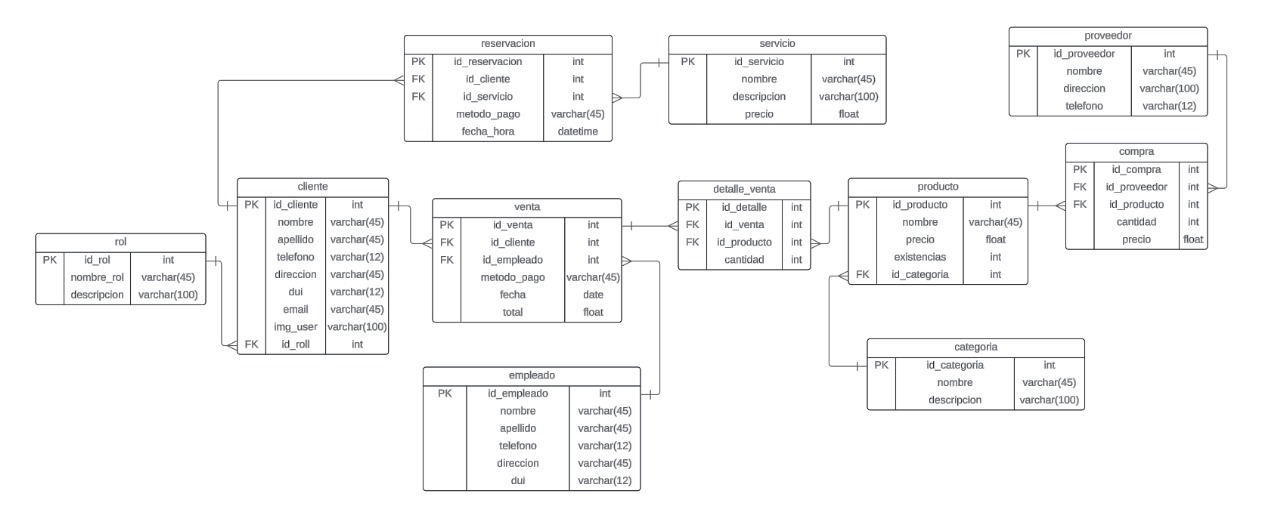 reservacion
PK id_reservacion int
FK id_cliente int
FK id_servicio int
metodo_pago varchar(45)
fecha_hora datetime
servicio
PK id_servicio int
nombre varchar(45)
descripcion varchar(100)
precio float
proveedor
PK id_proveedor int
nombre varchar(45)
direccion varchar(100)
telefono varchar(12)
compra
PK id_compra int
FK id_proveedor int
FK id_producto int
cantidad int
precio float
cliente
PK id_cliente int
nombre varchar(45)
apellido varchar(45)
telefono varchar(12)
direccion varchar(45)
dui varchar(12)
email varchar(45)
img_user varchar(100)
FK id_roll int
venta
PK id_venta int
FK id_cliente int
FK id_empleado int
metodo_pago varchar(45)
fecha date
total float
detalle_venta
PK id_detalle int
FK id_venta int
FK id_producto int
cantidad int
producto
PK id_producto int
nombre varchar(45)
precio float
existencias int
FK id_categoria int
rol
PK id_rol int
nombre_rol varchar(45)
descripcion varchar(100)
empleado
PK id_empleado int
nombre varchar(45)
apellido varchar(45)
telefono varchar(12)
direccion varchar(45)
dui varchar(12)
categoria
PK id_categoria int
nombre varchar(45)
descripcion varchar(100)